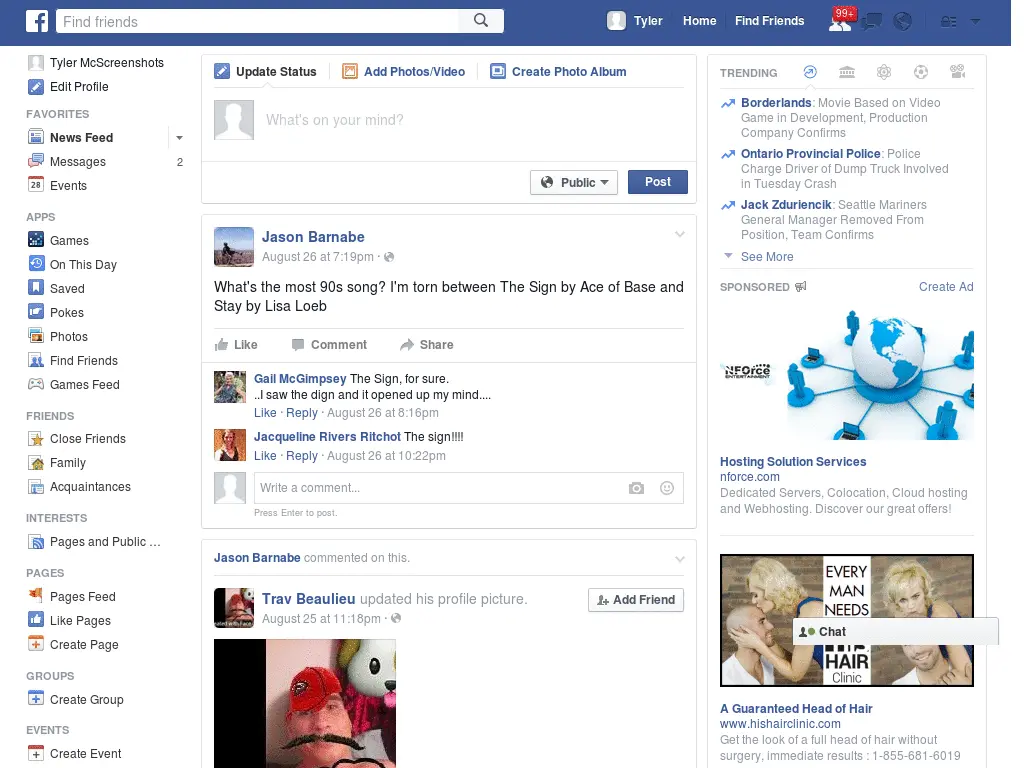 f
Find friends
Tyler
Home
Find Friends
99+
Tyler McScreenshots
Edit Profile
FAVORITES
News Feed
Messages
2
28
Events
APPS
Games
On This Day
Saved
Pokes
Photos
Find Friends
Games Feed
FRIENDS
Close Friends
Family
Acquaintances
INTERESTS
Pages and Public ...
PAGES
Pages Feed
Like Pages
Create Page
GROUPS
Create Group
EVENTS
Create Event
Update Status
Add Photos/Video
Create Photo Album
What's on your mind?
Public
Post
Jason Barnabe
August 26 at 7:19pm ·
What's the most 90s song? I'm torn between The Sign by Ace of Base and
Stay by Lisa Loeb
Like
Comment
Share
Gail McGimpsey The Sign, for sure.
..I saw the dign and it opened up my mind....
Like · Reply · August 26 at 8:16pm
Jacqueline Rivers Ritchot The sign!!!!
Like · Reply · August 26 at 10:22pm
Write a comment...
Press Enter to post.
Jason Barnabe commented on this.
Trav Beaulieu updated his profile picture.
August 25 at 11:18pm ·
Add Friend
TRENDING
Borderlands: Movie Based on Video
Game in Development, Production
Company Confirms
Ontario Provincial Police: Police
Charge Driver of Dump Truck Involved
in Tuesday Crash
Jack Zduriencik: Seattle Mariners
General Manager Removed From
Position, Team Confirms
See More
SPONSORED
Create Ad
NFORCE
ENTERTAINMENT
Hosting Solution Services
nforce.com
Dedicated Servers, Colocation, Cloud hosting
and Webhosting. Discover our great offers!
EVERY
MAN
NEEDS
Chat
HAIR
Clinic
A Guaranteed Head of Hair
www.hishairclinic.com
Get the look of a full head of hair without
surgery, immediate results : 1-855-681-6019